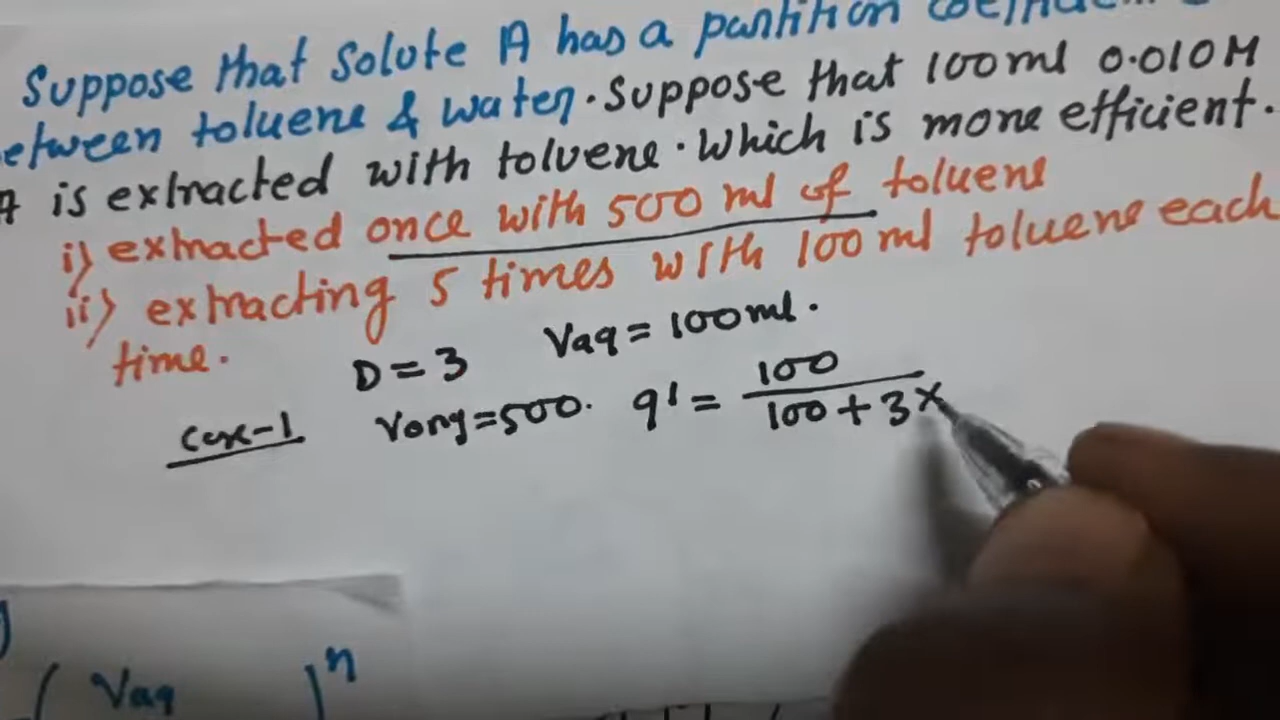 Suppose that solute A has a partition
between toluene & water. Suppose that 100ml 0.010M
A is extracted with toluene. Which is more efficient.
i) extracted once with 500 ml of toluene
ii) extracting 5 times with 100 ml toluene each
time.
D = 3 Vaq = 100ml.
Case-1 Vorg = 500. q' = 100 / 100 + 3 x
( Vaq )^n